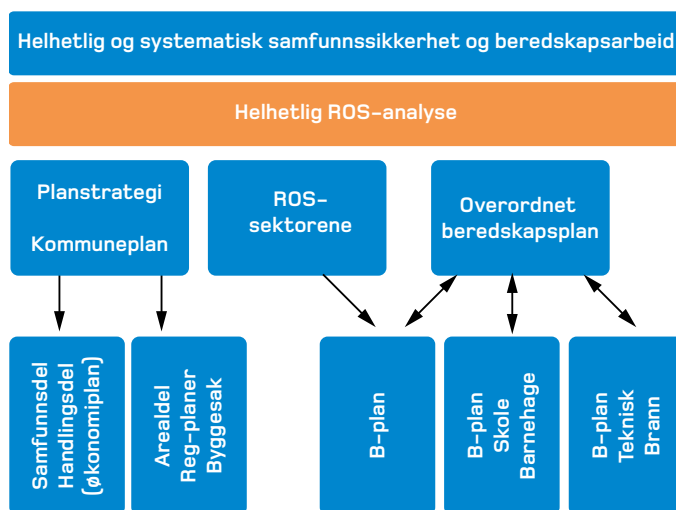 Helhetlig og systematisk samfunnssikkerhet og beredskapsarbeid
Helhetlig ROS-analyse
Planstrategi
Kommuneplan
ROS-
sektorene
Overordnet
beredskapsplan
Samfunnsdel
Handlingsdel
(økonomiplan)
Arealdel
Reg-planer
Byggesak
B-plan
B-plan
Skole
Barnehage
B-plan
Teknisk
Brann